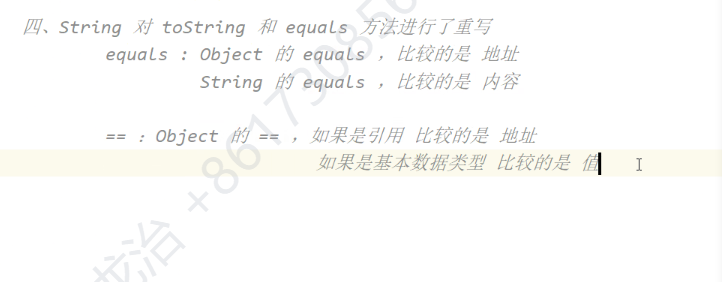 四、String 对 toString 和 equals 方法进行了重写
equals : Object 的 equals , 比较的是 地址
String 的 equals , 比较的是 内容
== : Object 的 == , 如果是引用 比较的是 地址
如果是基本数据类型 比较的是 值
龙治 +861730850